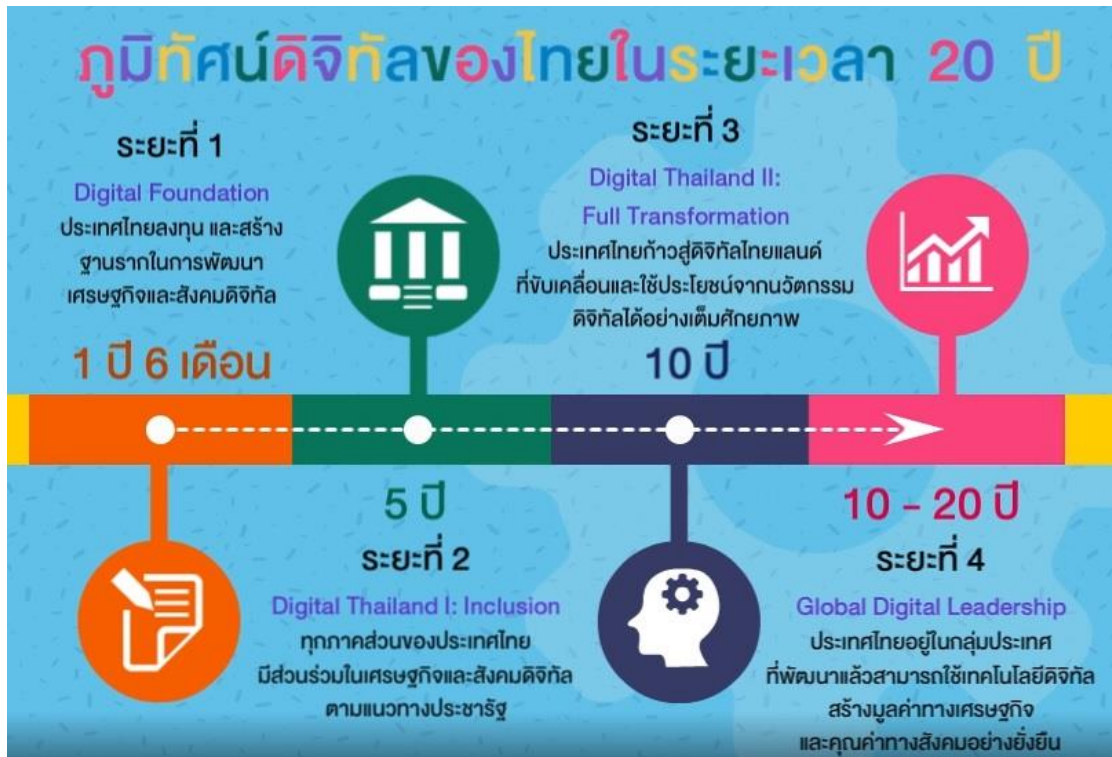 ภูมิทัศน์ดิจิทัลของไทยในระยะเวลา 20 ปี
ระยะที่ 1
Digital Foundation
ประเทศไทยลงทุน และสร้าง
ฐานรากในการพัฒนา
เศรษฐกิจและสังคมดิจิทัล
1 ปี 6 เดือน
5 ปี
ระยะที่ 2
Digital Thailand I: Inclusion
ทุกภาคส่วนของประเทศไทย
มีส่วนร่วมในเศรษฐกิจและสังคมดิจิทัล
ตามแนวทางประชารัฐ
ระยะที่ 3
Digital Thailand II:
Full Transformation
ประเทศไทยก้าวสู่ดิจิทัลไทยแลนด์
ที่ขับเคลื่อนและใช้ประโยชน์จากนวัตกรรม
ดิจิทัลได้อย่างเต็มศักยภาพ
10 ปี
10 - 20 ปี
ระยะที่ 4
Global Digital Leadership
ประเทศไทยอยู่ในกลุ่มประเทศ
ที่พัฒนาแล้วสามารถใช้เทคโนโลยีดิจิทัล
สร้างมูลค่าทางเศรษฐกิจ
และคุณค่าทางสังคมอย่างยั่งยืน